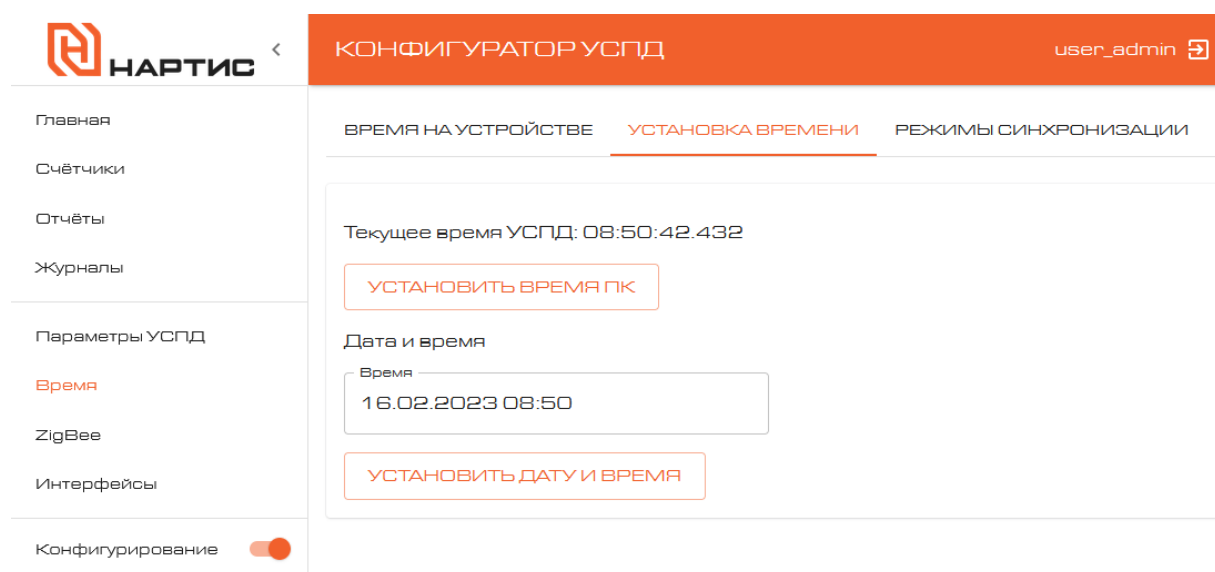 НАРТИС
КОНФИГУРАТОР УСПД
user_admin
Главная
Счётчики
Отчёты
Журналы
Параметры УСПД
Время
ZigBee
Интерфейсы
Конфигурирование
ВРЕМЯ НА УСТРОЙСТВЕ УСТАНОВКА ВРЕМЕНИ РЕЖИМЫ СИНХРОНИЗАЦИИ
Текущее время УСПД: 08:50:42.432
УСТАНОВИТЬ ВРЕМЯ ПК
Дата и время
Время
16.02.2023 08:50
УСТАНОВИТЬ ДАТУ И ВРЕМЯ